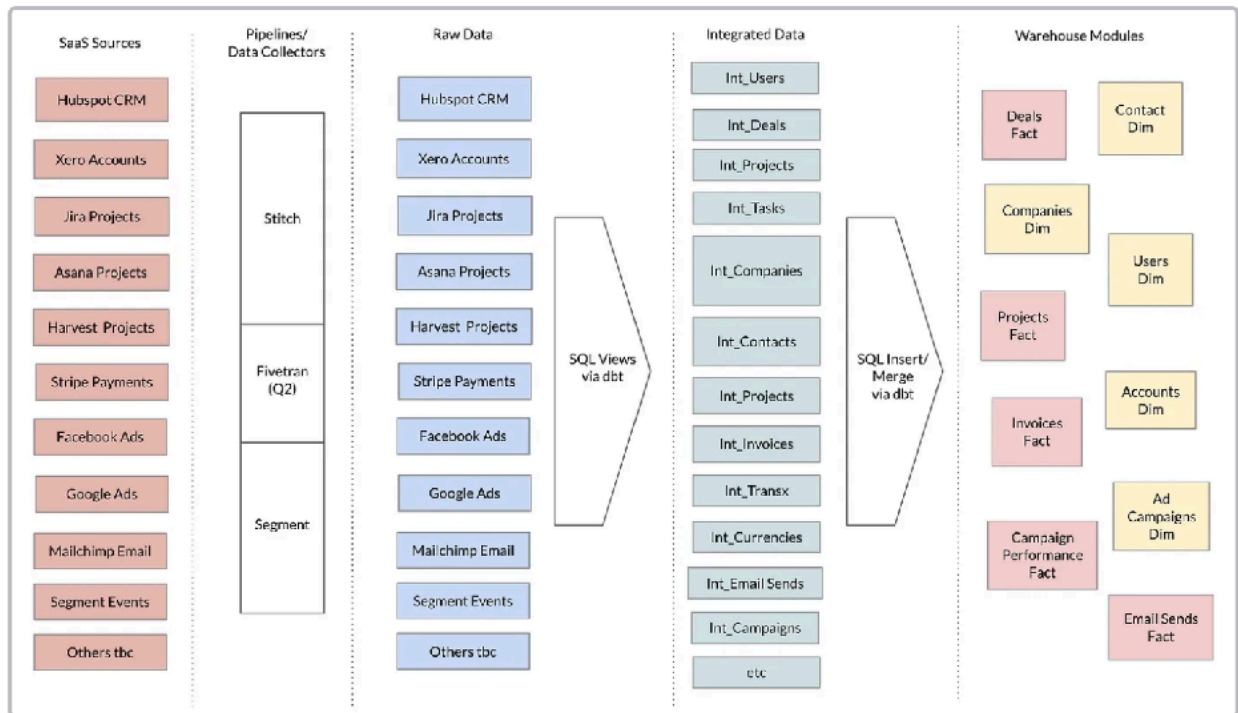 SaaS Sources
Pipelines/
Data Collectors
Raw Data
Integrated Data
Warehouse Modules
Hubspot CRM
Xero Accounts
Jira Projects
Asana Projects
Harvest Projects
Stripe Payments
Facebook Ads
Google Ads
Mailchimp Email
Segment Events
Others tbc
Stitch
Fivetran
(Q2)
Segment
Hubspot CRM
Xero Accounts
Jira Projects
Asana Projects
Harvest Projects
Stripe Payments
Facebook Ads
Google Ads
Mailchimp Email
Segment Events
Others tbc
SQL Views
via dbt
Int_Users
Int_Deals
Int_Projects
Int_Tasks
Int_Companies
Int_Contacts
Int_Projects
Int_Invoices
Int_Transx
Int_Currencies
Int_Email Sends
Int_Campaigns
etc
SQL Insert/
Merge
via dbt
Deals
Fact
Contact
Dim
Companies
Dim
Users
Dim
Projects
Fact
Accounts
Dim
Invoices
Fact
Ad
Campaigns
Dim
Campaign
Performance
Fact
Email Sends
Fact